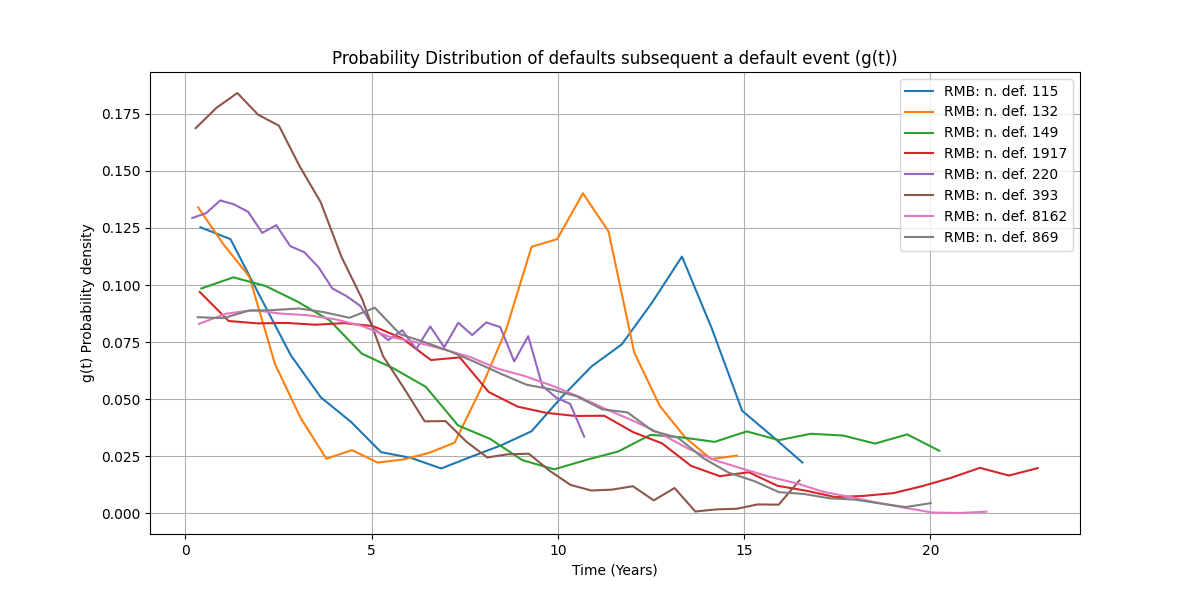 Probability Distribution of defaults subsequent a default event (g(t))
RMB: n. def. 115
RMB: n. def. 132
RMB: n. def. 149
RMB: n. def. 1917
RMB: n. def. 220
RMB: n. def. 393
RMB: n. def. 8162
RMB: n. def. 869
g(t) Probability density
0.175
0.150
0.125
0.100
0.075
0.050
0.025
0.000
0 5 10 15 20
Time (Years)